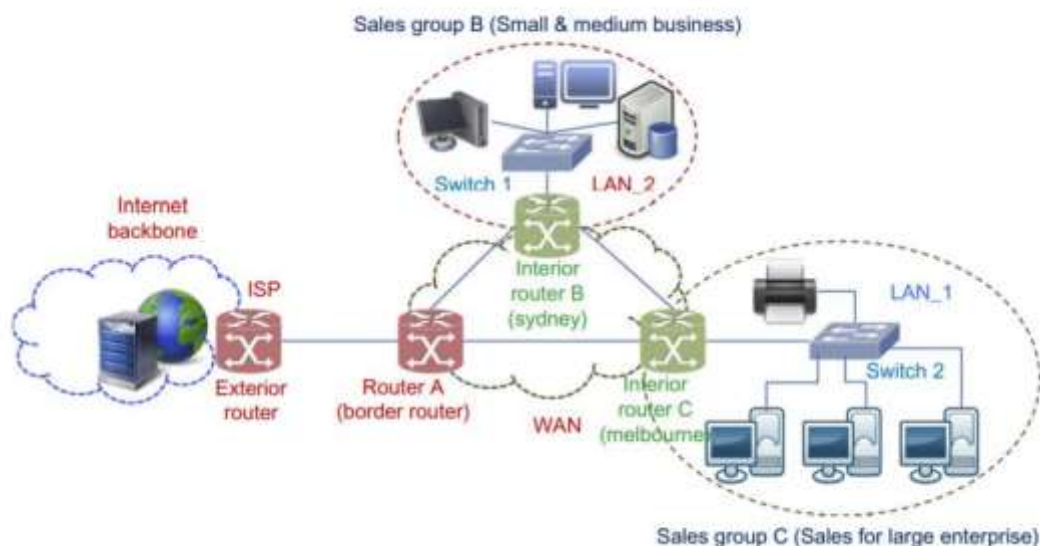 Sales group B (Small & medium business)
Switch 1
LAN_2
Internet
backbone
ISP
Interior
router B
(sydney)
LAN_1
Exterior
router
Router A
(border router)
WAN
Interior
router C
(melbourne)
Switch 2
Sales group C (Sales for large enterprise)